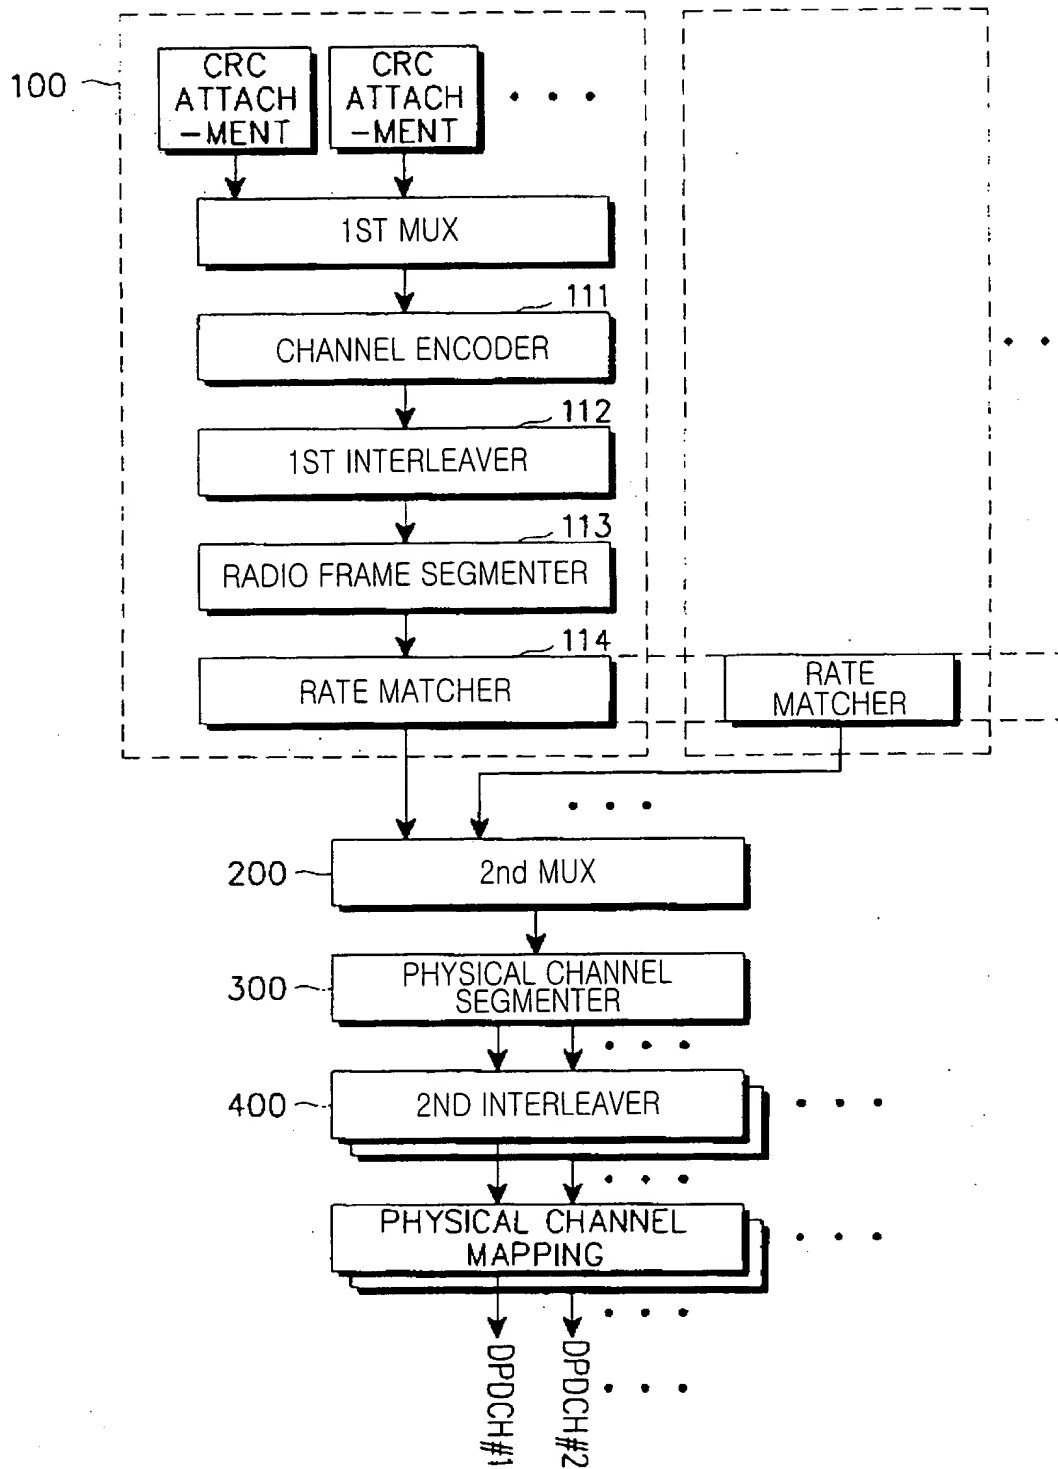 100
CRC
ATTACH
-MENT
CRC
ATTACH
-MENT
1ST MUX
111
CHANNEL ENCODER
112
1ST INTERLEAVER
113
RADIO FRAME SEGMENTER
114
RATE MATCHER
RATE
MATCHER
200
2nd MUX
300
PHYSICAL CHANNEL
SEGMENTER
400
2ND INTERLEAVER
PHYSICAL CHANNEL
MAPPING
DPDCH#1
DPDCH#2